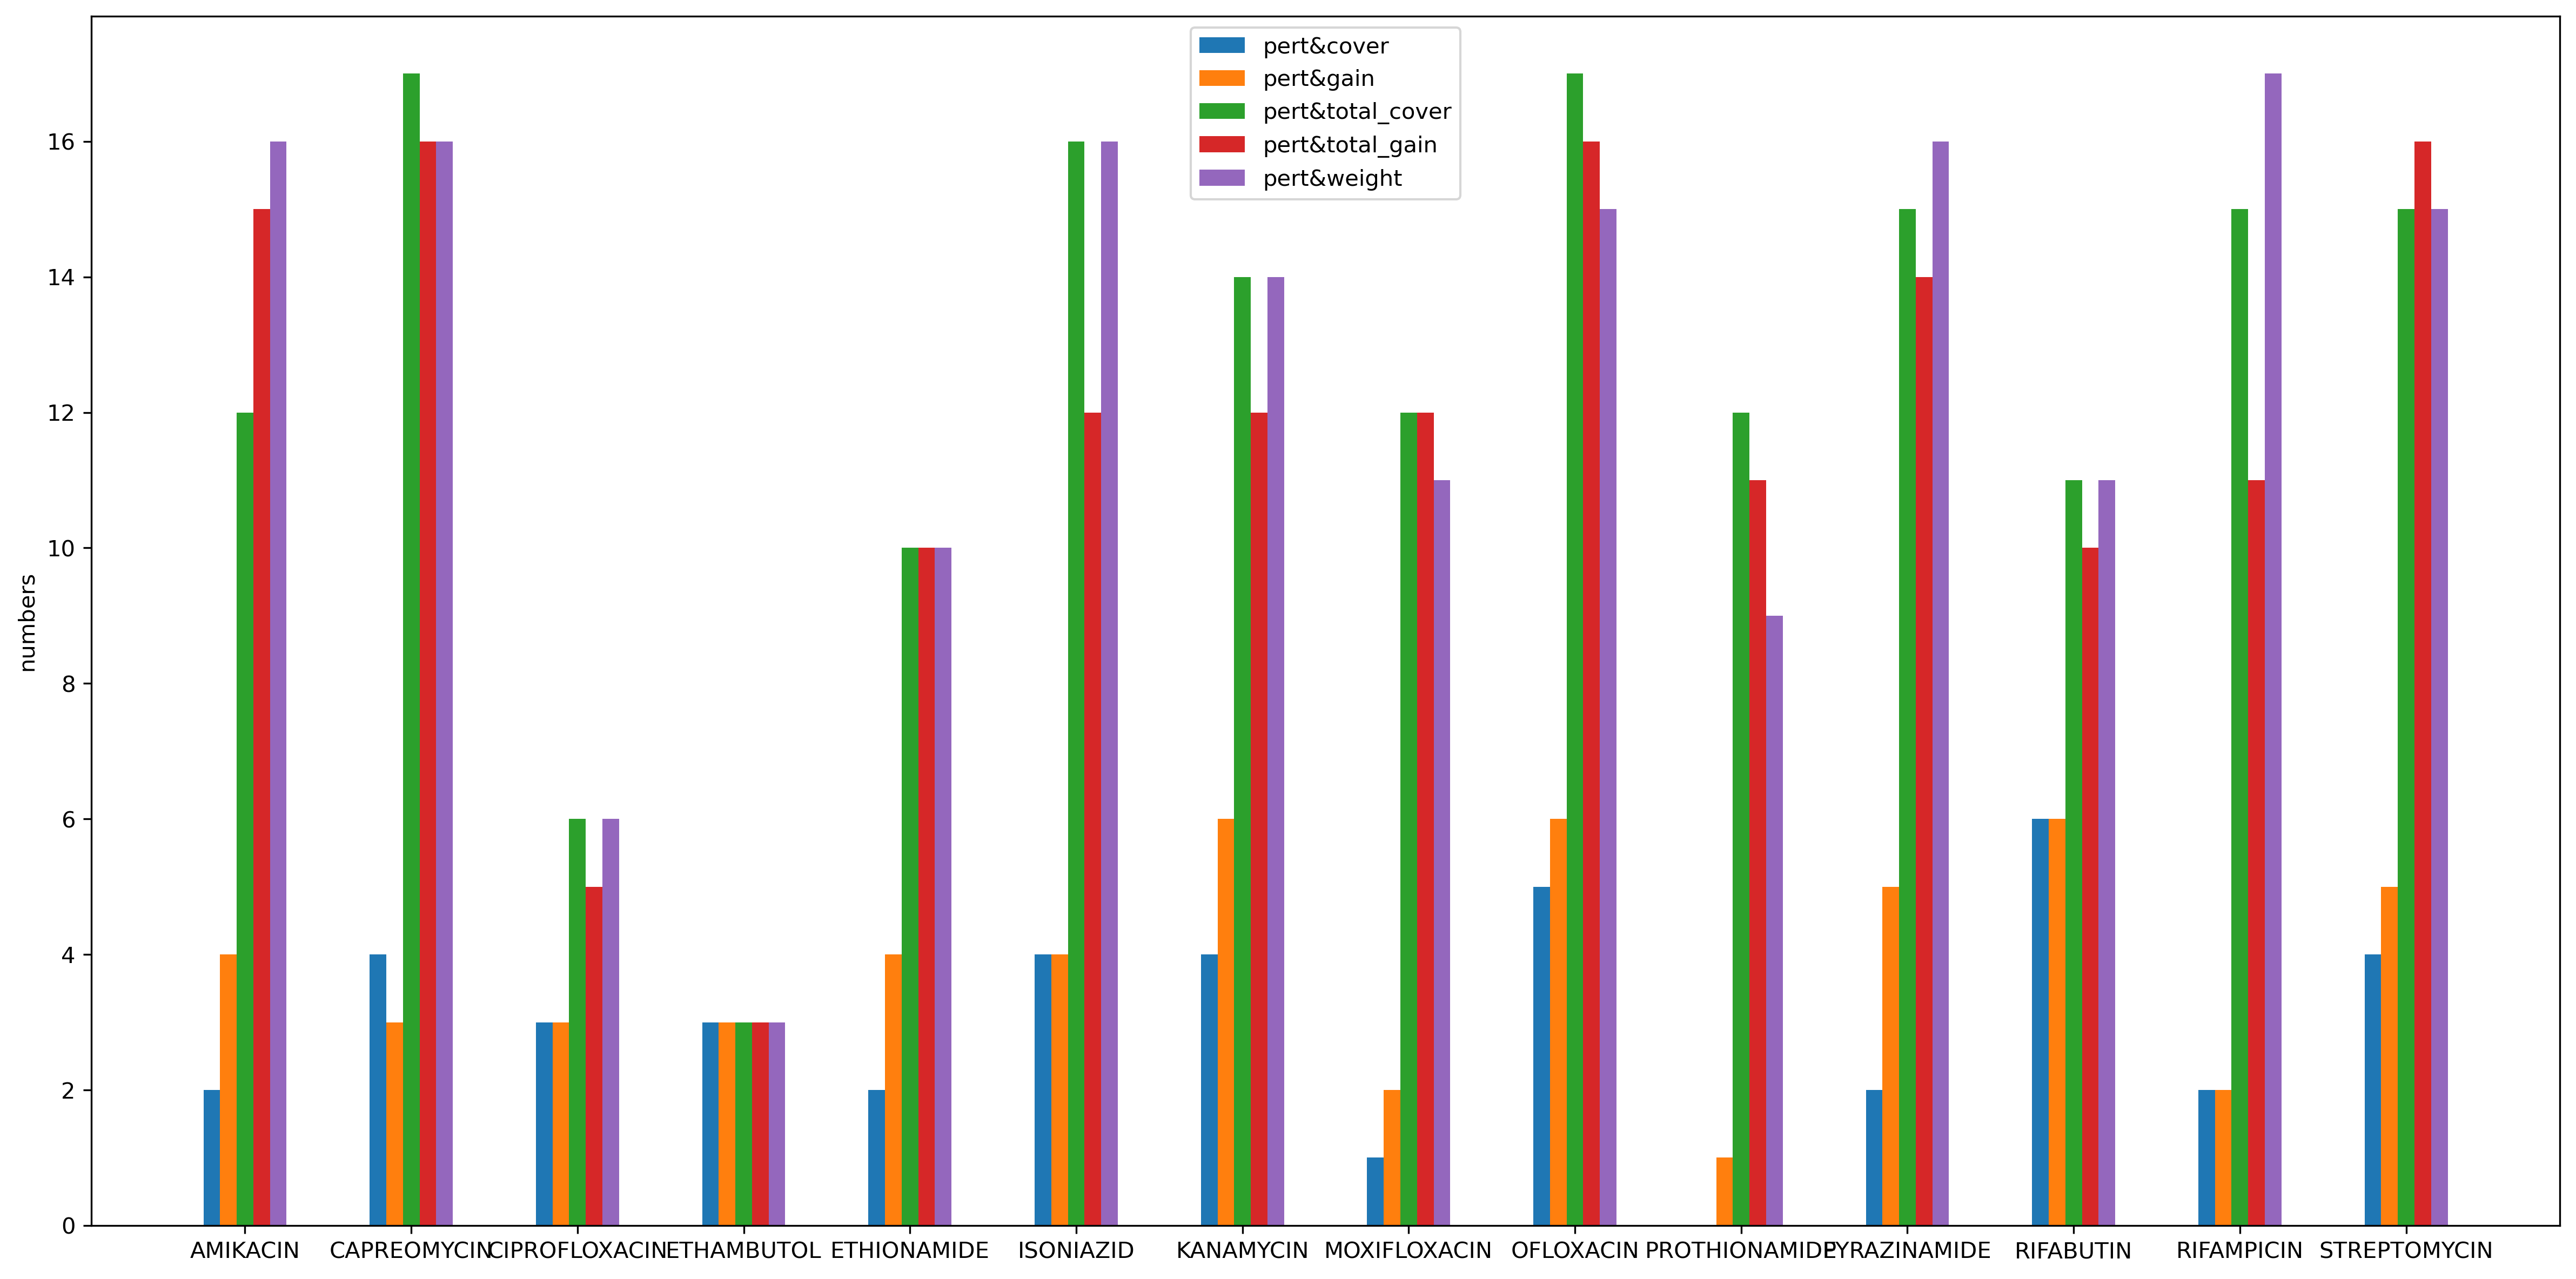 pert&cover
pert&gain
pert&total_cover
pert&total_gain
pert&weight
16
14
12
10
8
6
4
2
0
numbers
AMIKACIN CAPREOMYCIN CIPROFLOXACIN ETHAMBUTOL ETHIONAMIDE ISONIAZID KANAMYCIN MOXIFLOXACIN OFLOXACIN PROTHIONAMIDE PYRAZINAMIDE RIFABUTIN RIFAMPICIN STREPTOMYCIN